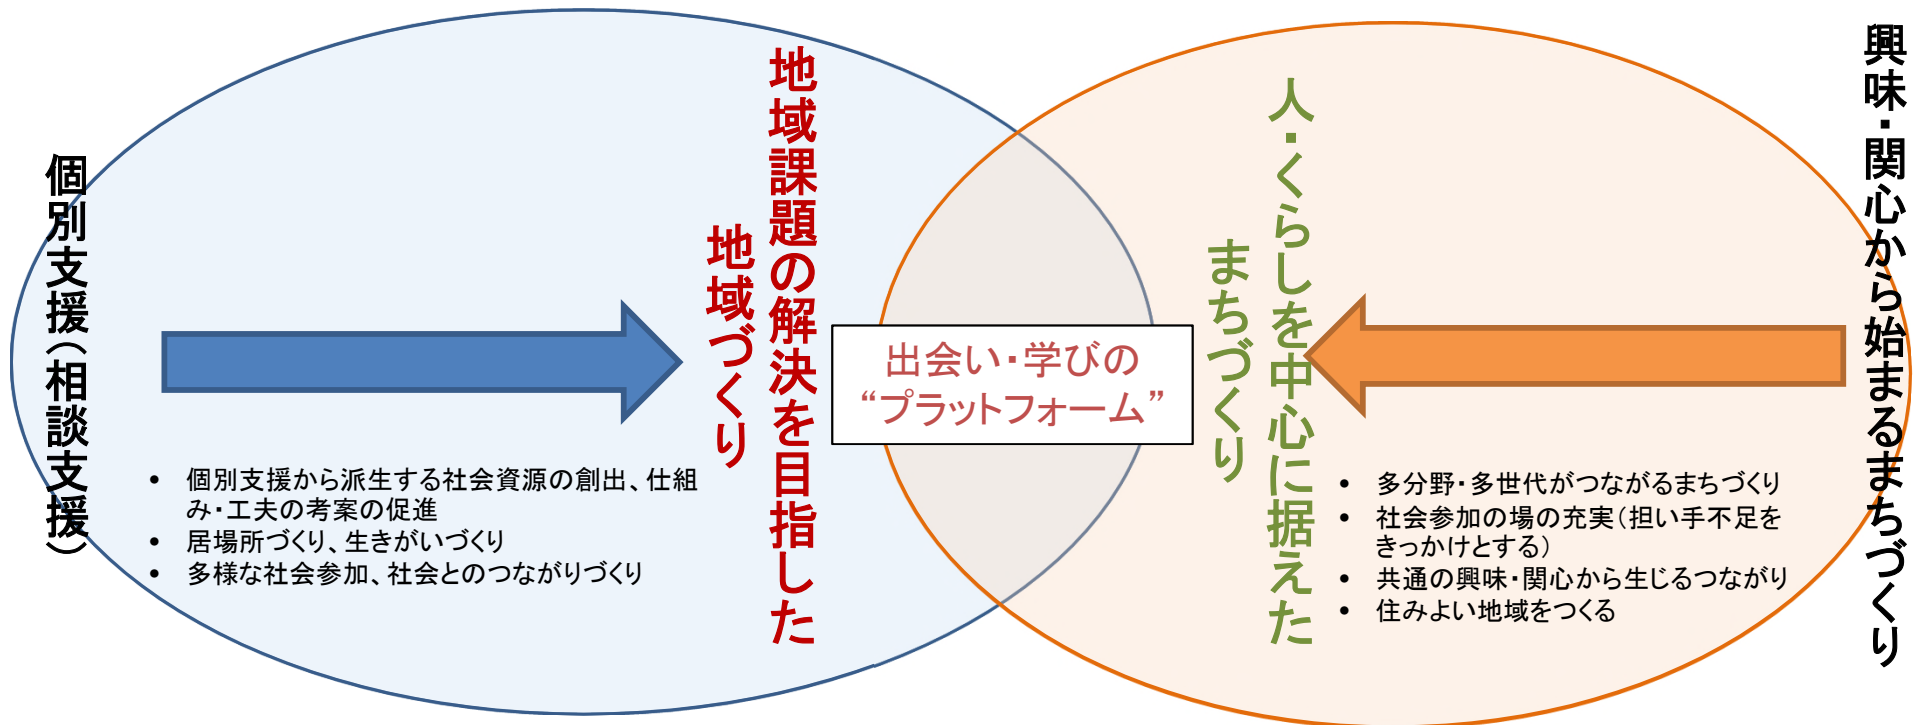 個別支援（相談支援）
地域課題の解決を目指した
地域づくり
• 個別支援から派生する社会資源の創出、仕組
み・工夫の考案の促進
• 居場所づくり、生きがいづくり
• 多様な社会参加、社会とのつながりづくり
出会い・学びの
“プラットフォーム”
人・くらしを中心に据えた
まちづくり
• 多分野・多世代がつながるまちづくり
• 社会参加の場の充実（担い手不足を
きっかけとする）
• 共通の興味・関心から生じるつながり
• 住みよい地域をつくる
興味・関心から始まるまちづくり